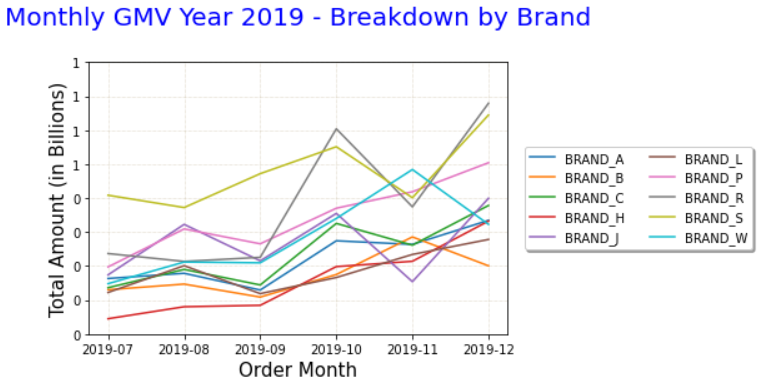 Monthly GMV Year 2019 - Breakdown by Brand
Total Amount (in Billions)
1
1
1
1
0
0
0
0
0
2019-07 2019-08 2019-09 2019-10 2019-11 2019-12
Order Month
BRAND_A BRAND_L
BRAND_B BRAND_P
BRAND_C BRAND_R
BRAND_H BRAND_S
BRAND_J BRAND_W